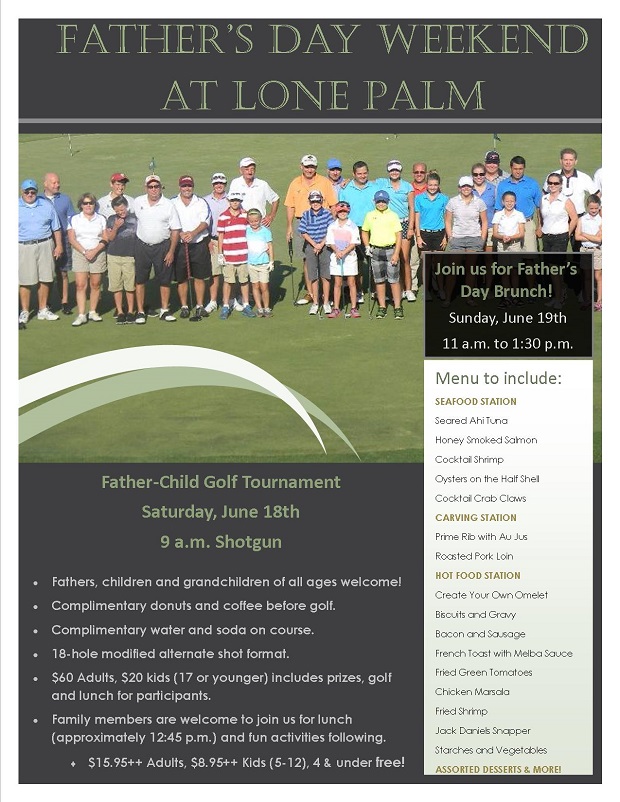 FATHER'S DAY WEEKEND
AT LONE PALM
Join us for Father's
Day Brunch!
Sunday, June 19th
11 a.m. to 1:30 p.m.
Menu to include:
SEAFOOD STATION
Seared Ahi Tuna
Honey Smoked Salmon
Cocktail Shrimp
Oysters on the Half Shell
Cocktail Crab Claws
CARVING STATION
Prime Rib with Au Jus
Roasted Pork Loin
HOT FOOD STATION
Create Your Own Omelet
Biscuits and Gravy
Bacon and Sausage
French Toast with Melba Sauce
Fried Green Tomatoes
Chicken Marsala
Fried Shrimp
Jack Daniels Snapper
Starches and Vegetables
ASSORTED DESSERTS & MORE!
Father-Child Golf Tournament
Saturday, June 18th
9 a.m. Shotgun
• Fathers, children and grandchildren of all ages welcome!
• Complimentary donuts and coffee before golf.
• Complimentary water and soda on course.
• 18-hole modified alternate shot format.
• $60 Adults, $20 kids (17 or younger) includes prizes, golf
and lunch for participants.
• Family members are welcome to join us for lunch
(approximately 12:45 p.m.) and fun activities following.
♦ $15.95++ Adults, $8.95++ Kids (5-12), 4 & under free!